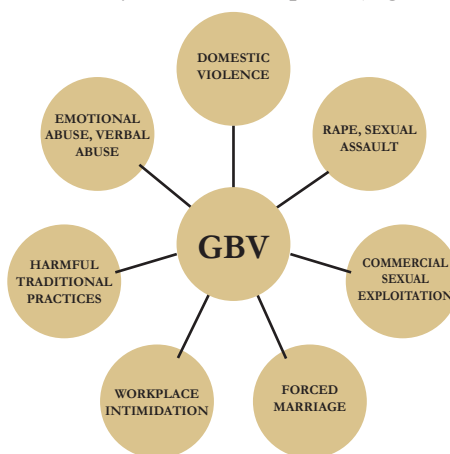 DOMESTIC
VIOLENCE
EMOTIONAL
ABUSE, VERBAL
ABUSE
RAPE, SEXUAL
ASSAULT
GBV
HARMFUL
TRADITIONAL
PRACTICES
COMMERCIAL
SEXUAL
EXPLOITATION
WORKPLACE
INTIMIDATION
FORCED
MARRIAGE